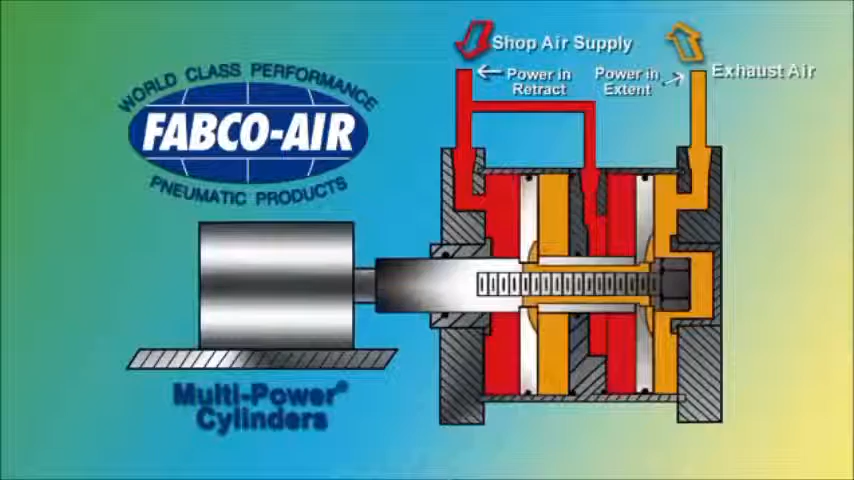 WORLD CLASS PERFORMANCE
FABCO-AIR
PNEUMATIC PRODUCTS
Shop Air Supply
Power in
Retract
Power in
Extent
Exhaust Air
Multi-Power®
Cylinders